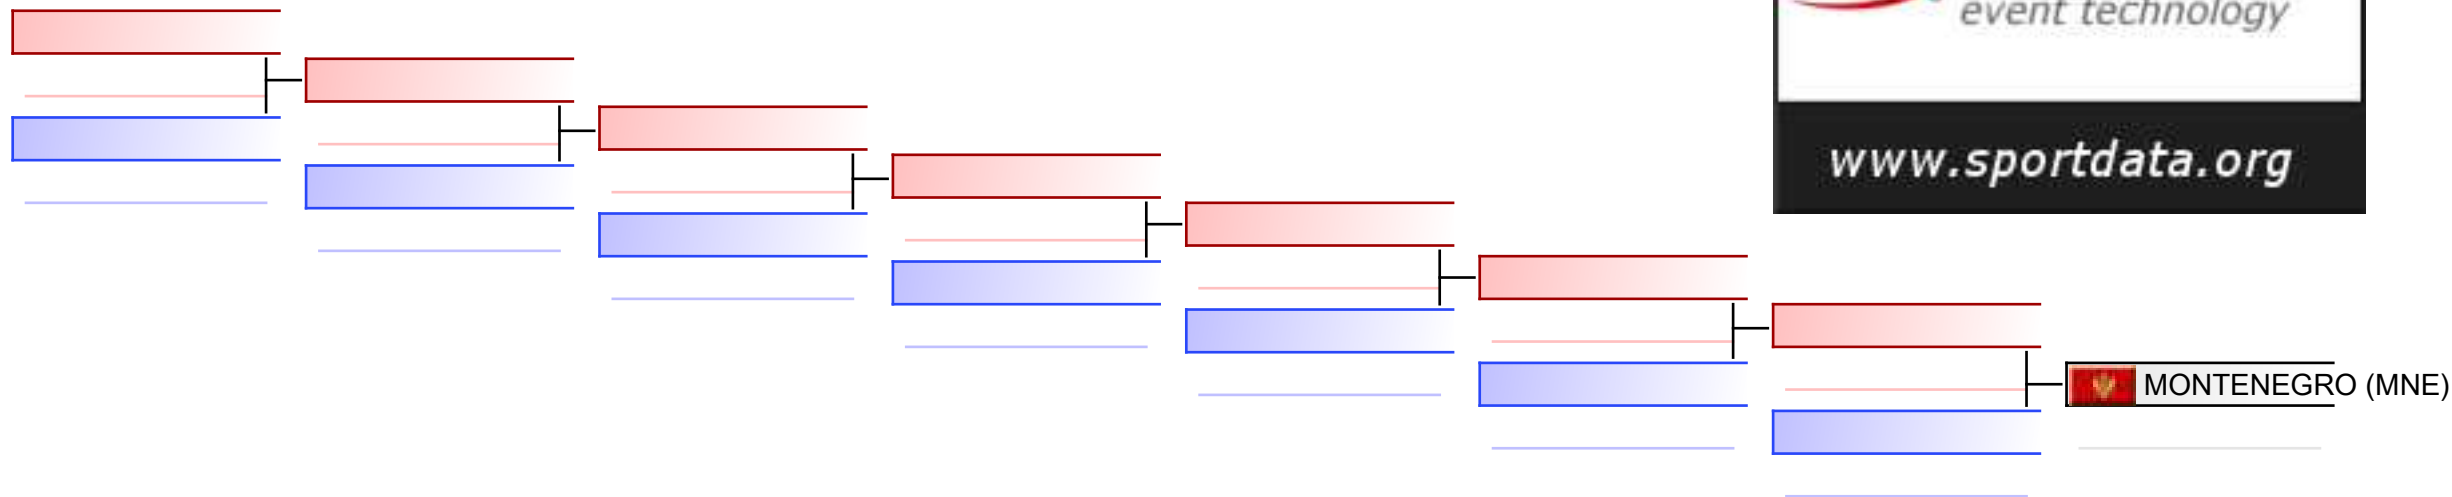 event technology
www.sportdata.org
MONTENEGRO (MNE)